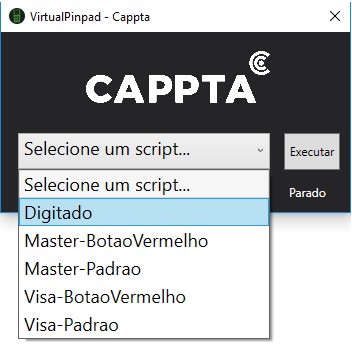 VirtualPinpad - Cappta
CAPPTA
Selecione um script...
Executar
Selecione um script...
Parado
Digitado
Master-BotaoVermelho
Master-Padrao
Visa-BotaoVermelho
Visa-Padrao